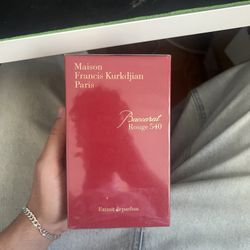 Maison
Francis Kurkdjian
Paris
Baccarat
Rouge 540
Extrait de parfum